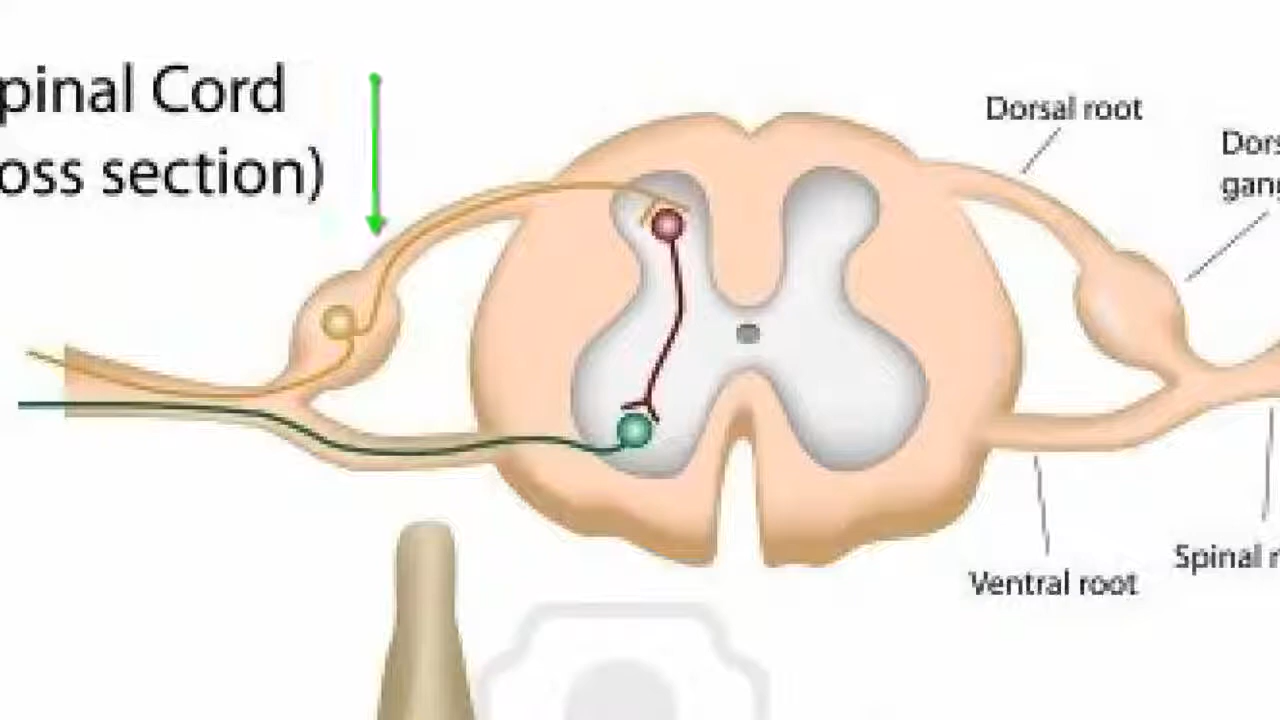 pinal Cord
oss section)
Dorsal root
Dors
gang
Ventral root
Spinal